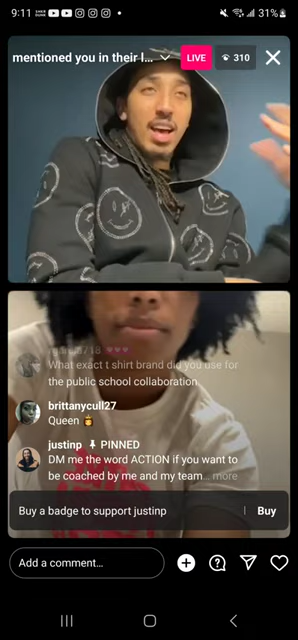 9:11
31%
mentioned you in their l...
LIVE
310
What exact t shirt brand did you use for
the public school collaboration.
brittanycull27
Queen
justinp PINNED
DM me the word ACTION if you want to
be coached by me and my team... more
Buy a badge to support justinp
Buy
Add a comment...